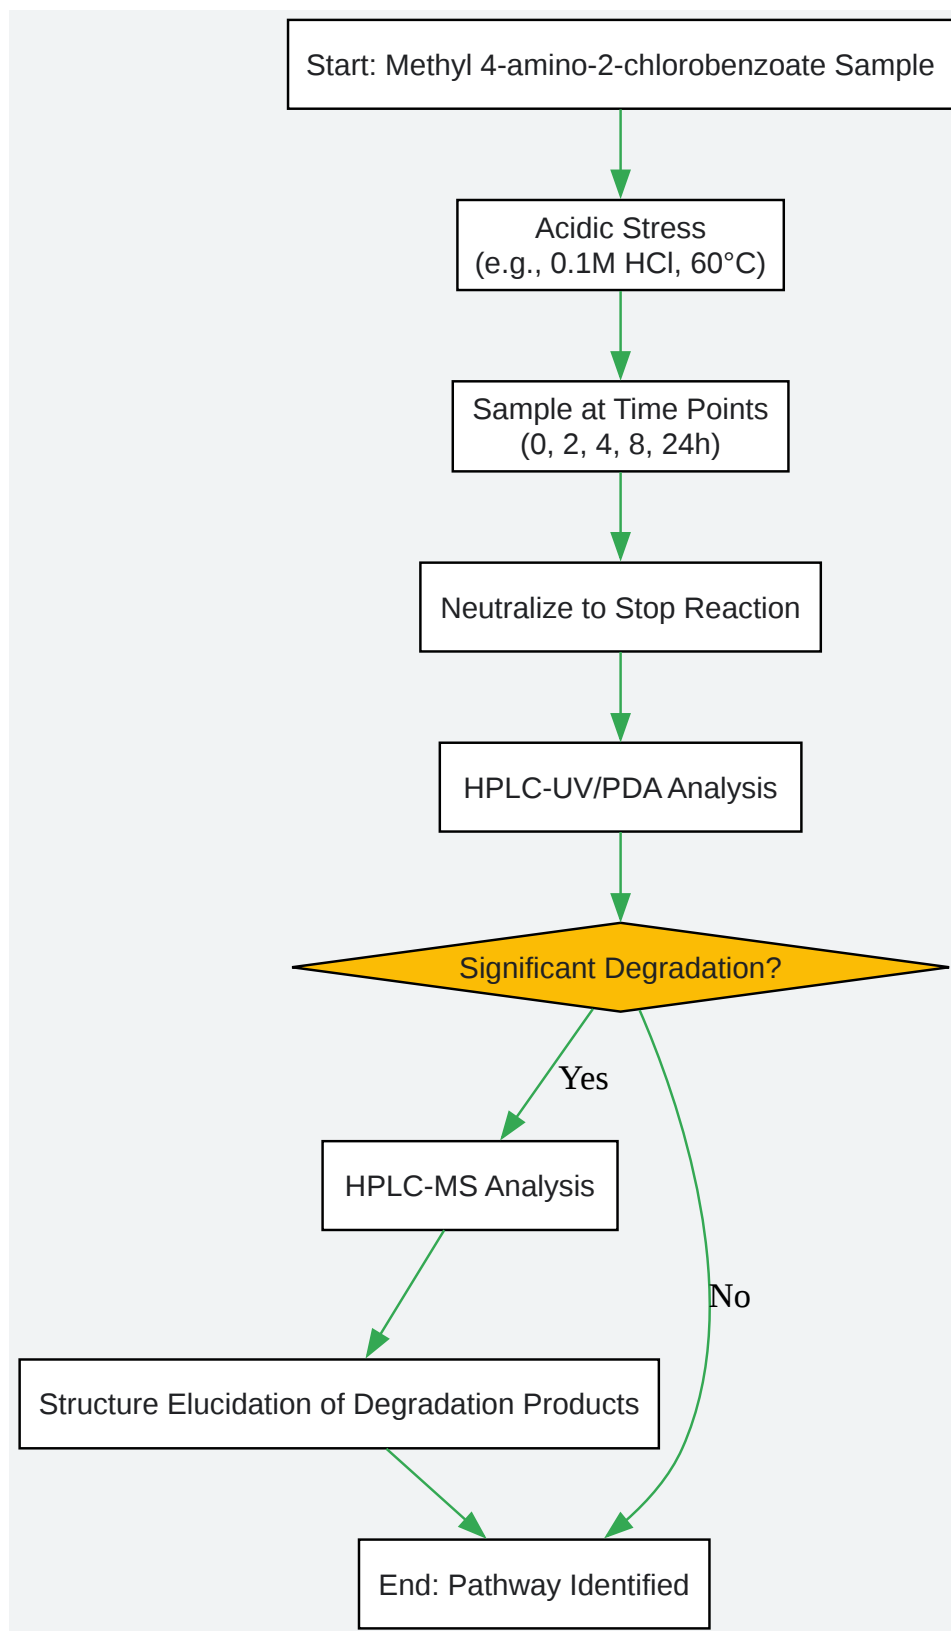 Start: Methyl 4-amino-2-chlorobenzoate Sample
Acidic Stress
(e.g., 0.1M HCl, 60°C)
Sample at Time Points
(0, 2, 4, 8, 24h)
Neutralize to Stop Reaction
HPLC-UV/PDA Analysis
Significant Degradation?
Yes
HPLC-MS Analysis
No
Structure Elucidation of Degradation Products
End: Pathway Identified